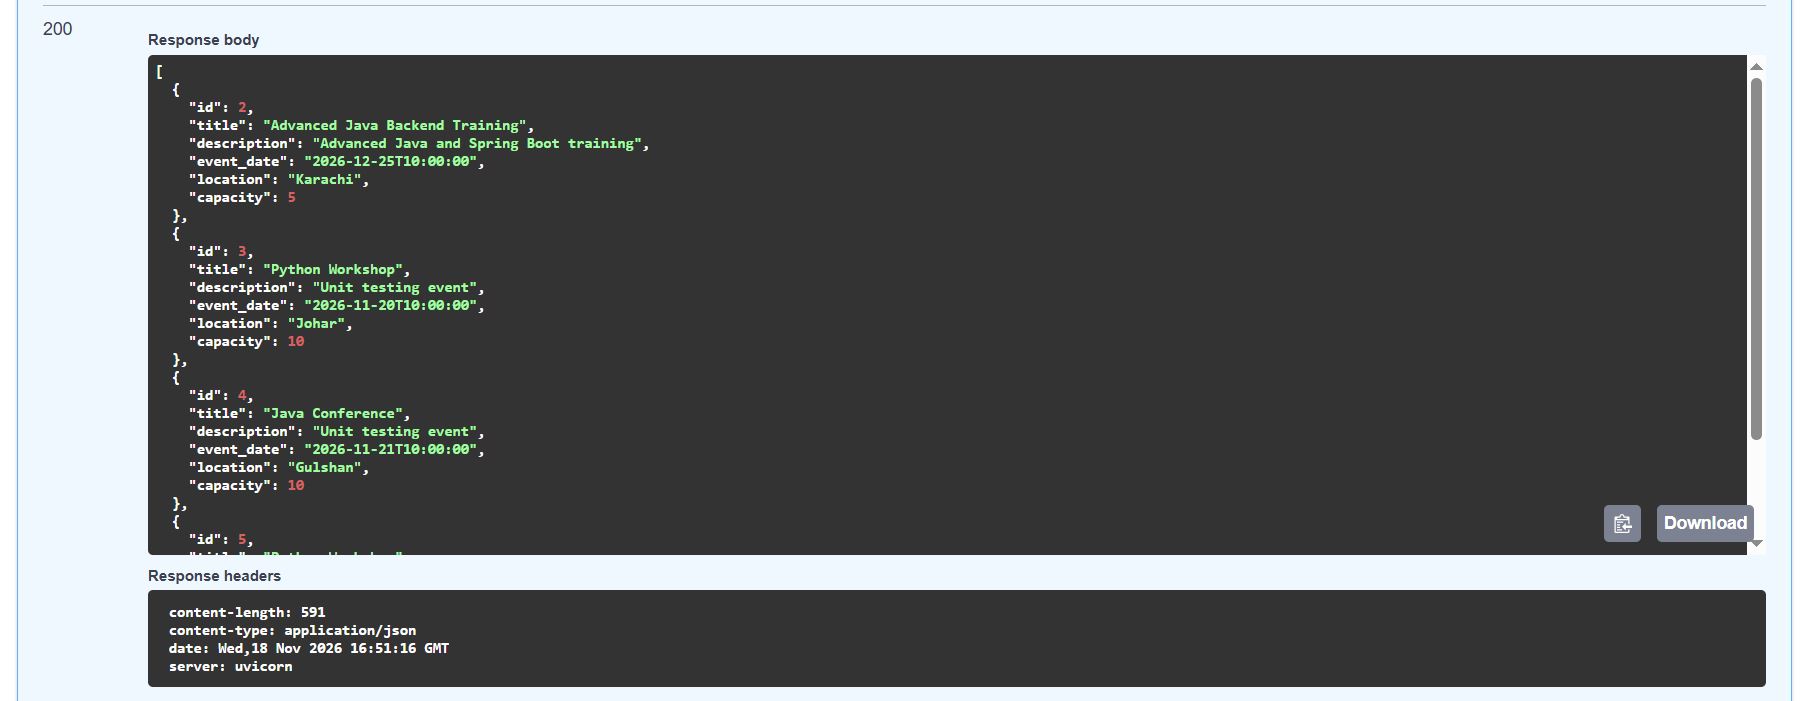 200
Response body
[
{
"id": 2,
"title": "Advanced Java Backend Training",
"description": "Advanced Java and Spring Boot training",
"event_date": "2026-12-25T10:00:00",
"location": "Karachi",
"capacity": 5
},
{
"id": 3,
"title": "Python Workshop",
"description": "Unit testing event",
"event_date": "2026-11-20T10:00:00",
"location": "Johar",
"capacity": 10
},
{
"id": 4,
"title": "Java Conference",
"description": "Unit testing event",
"event_date": "2026-11-21T10:00:00",
"location": "Gulshan",
"capacity": 10
},
{
"id": 5,
Download
Response headers
content-length: 591
content-type: application/json
date: Wed,18 Nov 2026 16:51:16 GMT
server: uvicorn